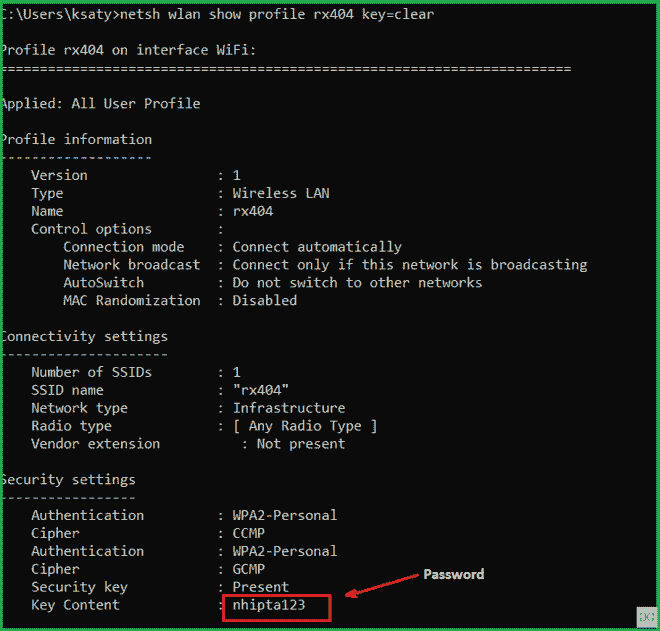 C:\Users\ksaty>netsh wlan show profile rx404 key=clear
Profile rx404 on interface WiFi:
=======================================================================
Applied: All User Profile
Profile information
-------------------
Version : 1
Type : Wireless LAN
Name : rx404
Control options :
Connection mode : Connect automatically
Network broadcast : Connect only if this network is broadcasting
AutoSwitch : Do not switch to other networks
MAC Randomization : Disabled
Connectivity settings
---------------------
Number of SSIDs : 1
SSID name : "rx404"
Network type : Infrastructure
Radio type : [ Any Radio Type ]
Vendor extension : Not present
Security settings
-----------------
Authentication : WPA2-Personal
Cipher : CCMP
Authentication : WPA2-Personal
Cipher : GCMP
Security key : Present
Key Content : nhipta123
Password